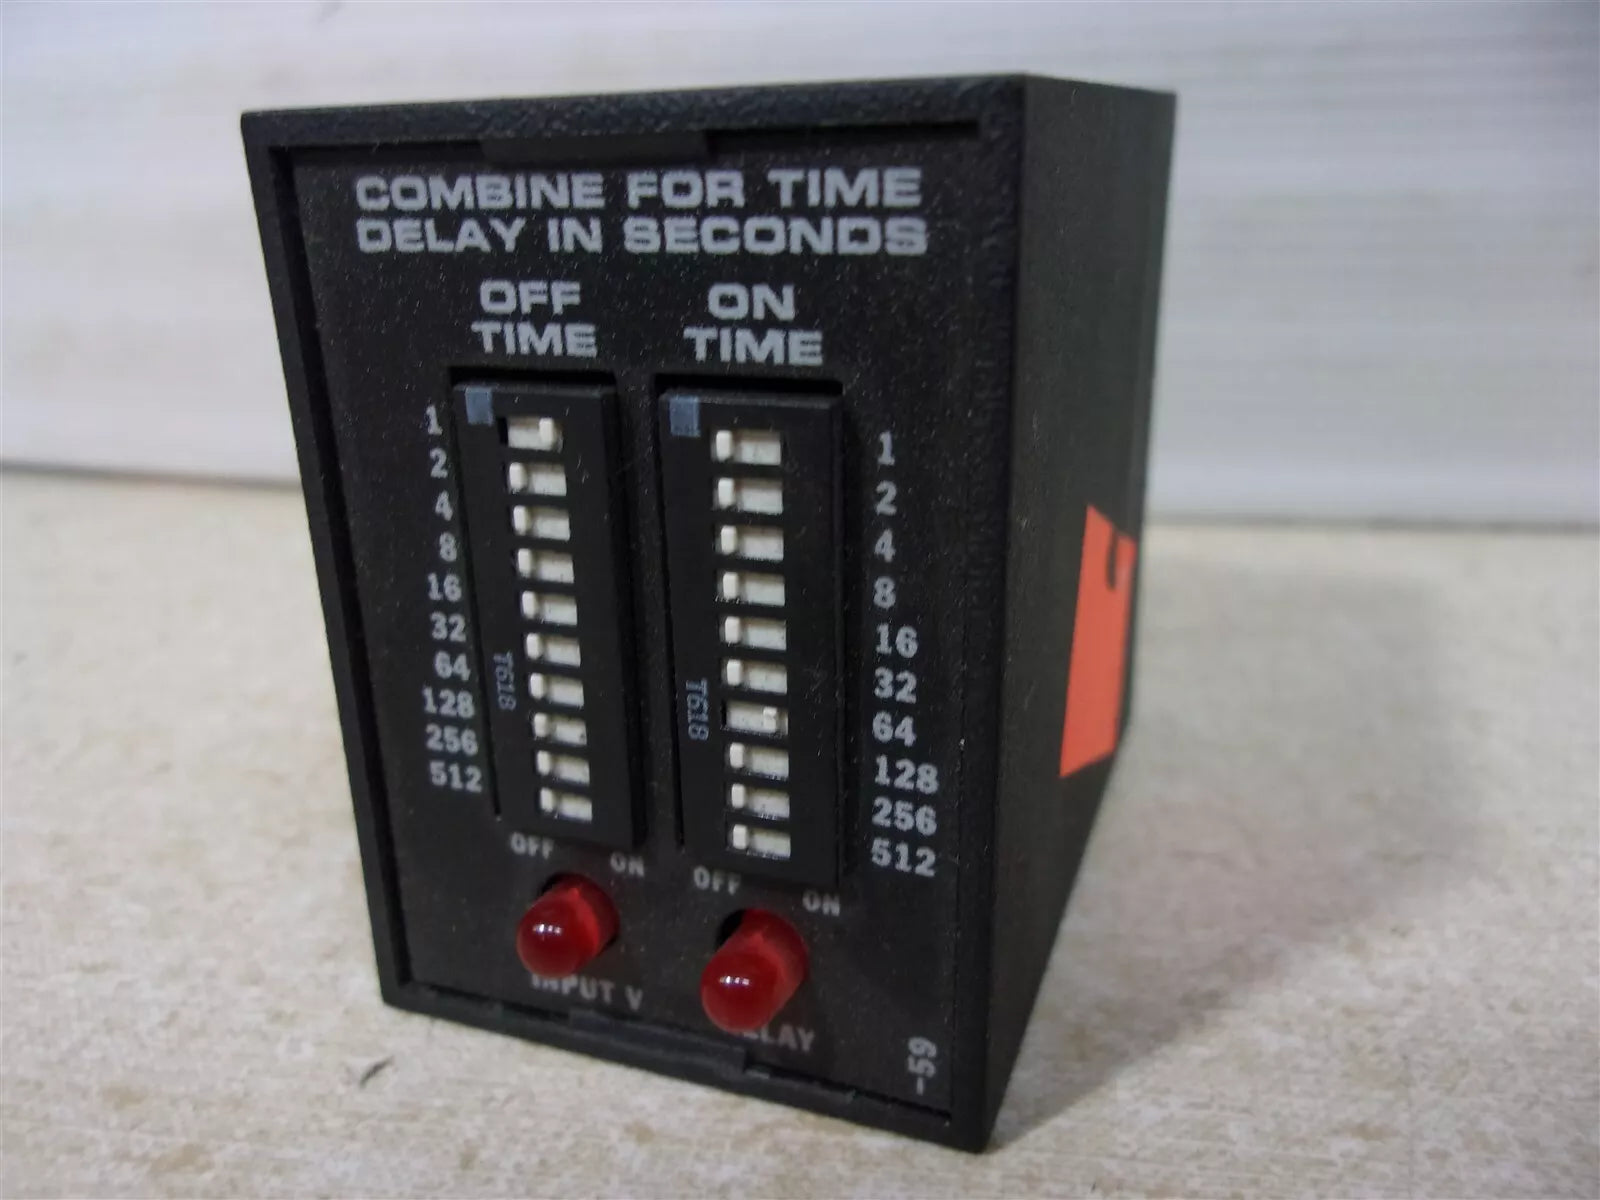 COMBINE FOR TIME
DELAY IN SECONDS
OFF
TIME
ON
TIME
1
2
4
8
16
32
64
128
256
512
T618
T618
1
2
4
8
16
32
64
128
256
512
OFF
ON
OFF
ON
INPUT V
-59